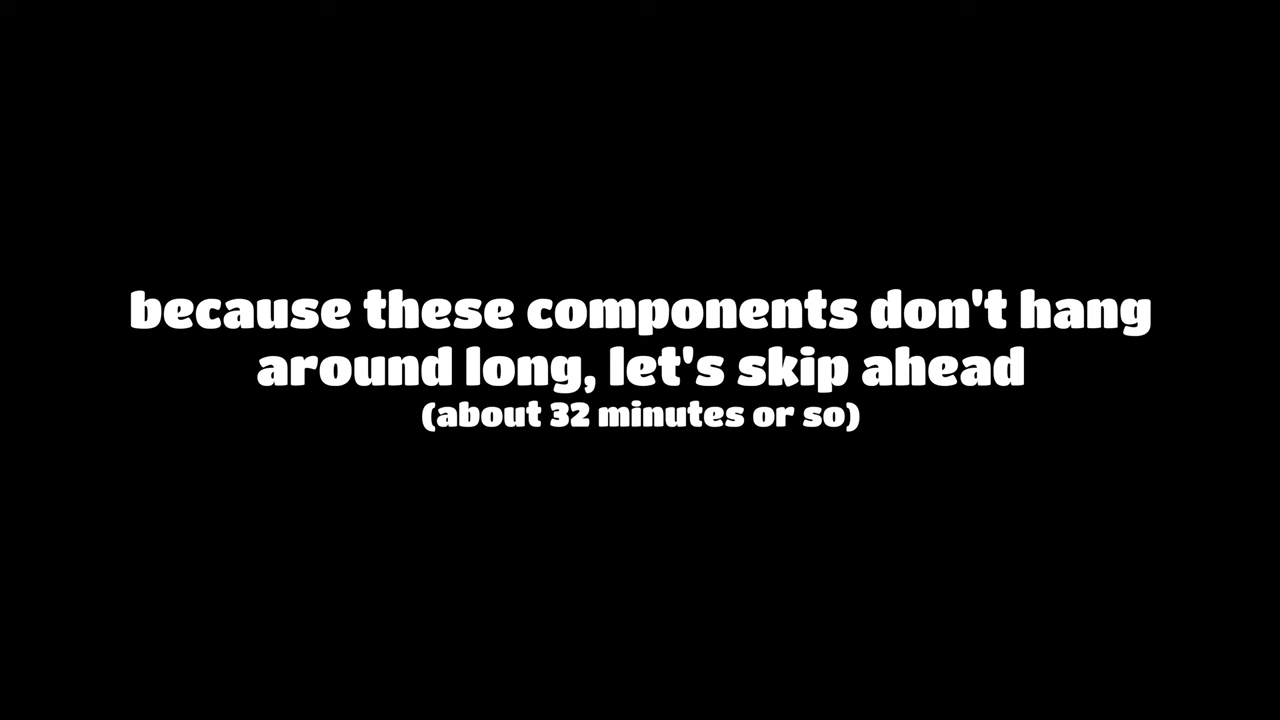 because these components don't hang
around long, let's skip ahead
(about 32 minutes or so)